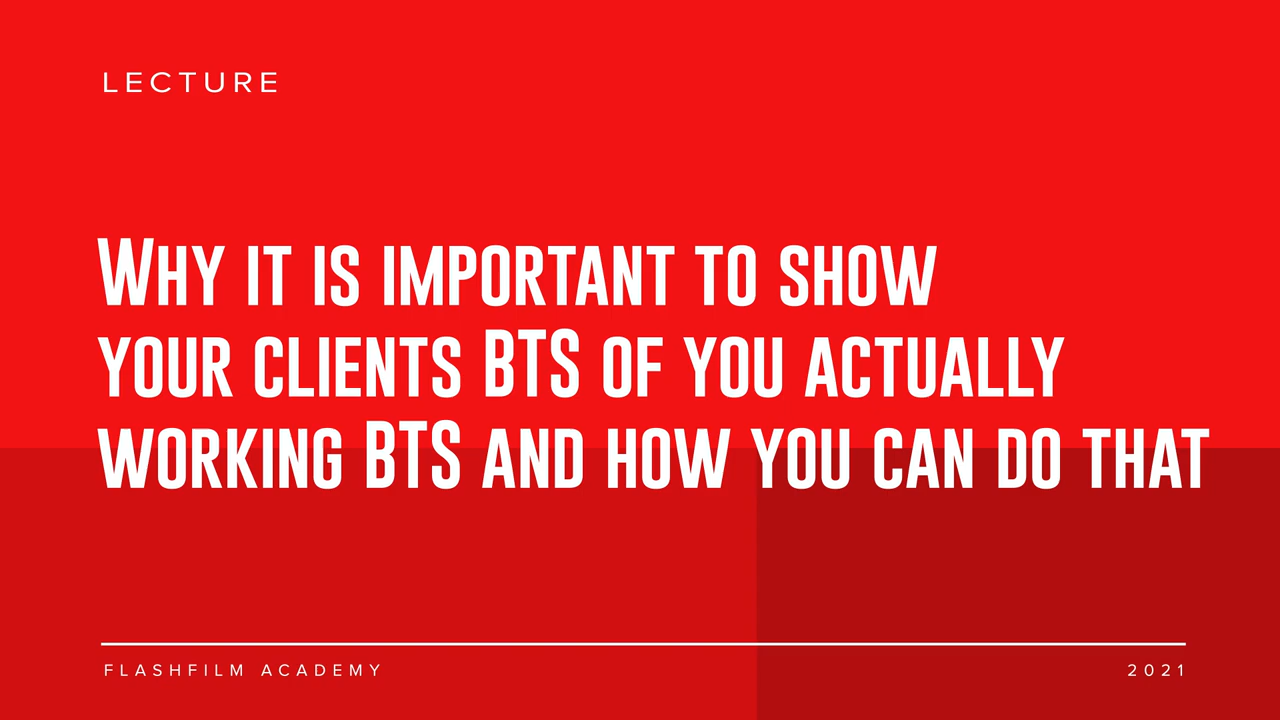 LECTURE
Why it is important to show
your clients BTS of you actually
working BTS and how you can do that
FLASHFILM ACADEMY
2021